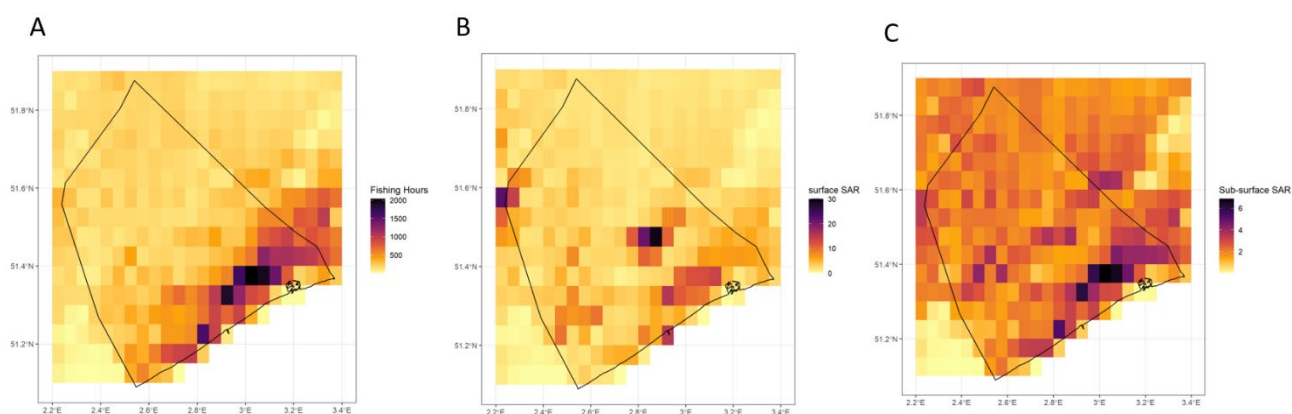 A
51.8°N
51.6°N
51.4°N
51.2°N
2.2°E 2.4°E 2.6°E 2.8°E 3°E 3.2°E 3.4°E
Fishing Hours
2000
1500
1000
500
B
51.8°N
51.6°N
51.4°N
51.2°N
2.2°E 2.4°E 2.6°E 2.8°E 3°E 3.2°E 3.4°E
surface SAR
30
20
10
0
C
51.8°N
51.6°N
51.4°N
51.2°N
2.2°E 2.4°E 2.6°E 2.8°E 3°E 3.2°E 3.4°E
Sub-surface SAR
6
4
2